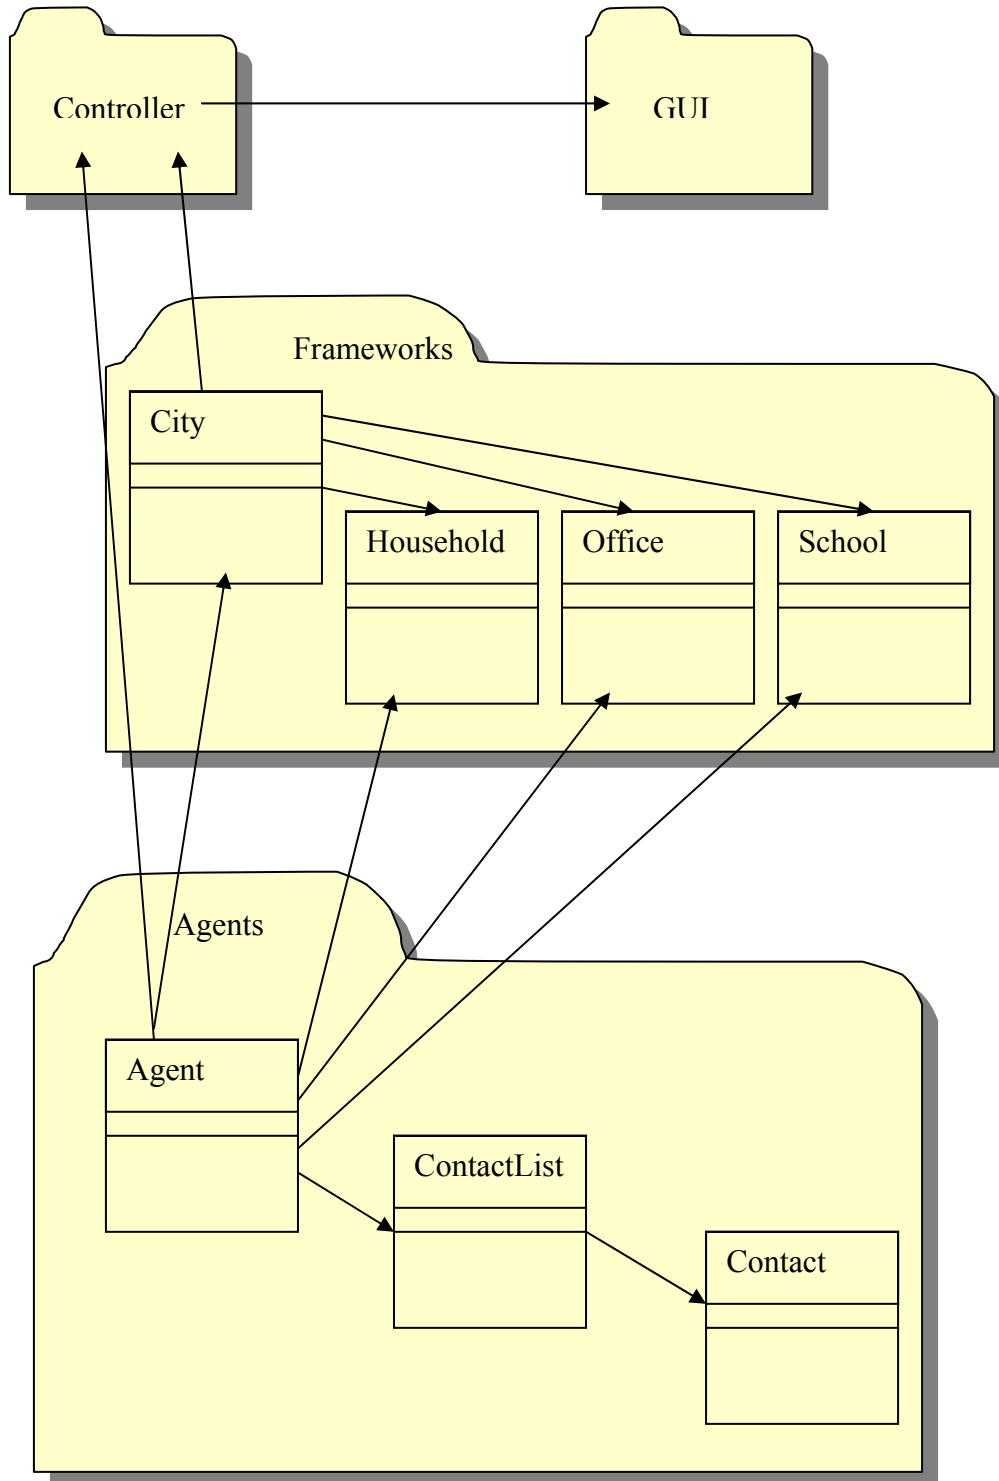 Controller
GUI
Frameworks
City
Household
Office
School
Agents
Agent
ContactList
Contact